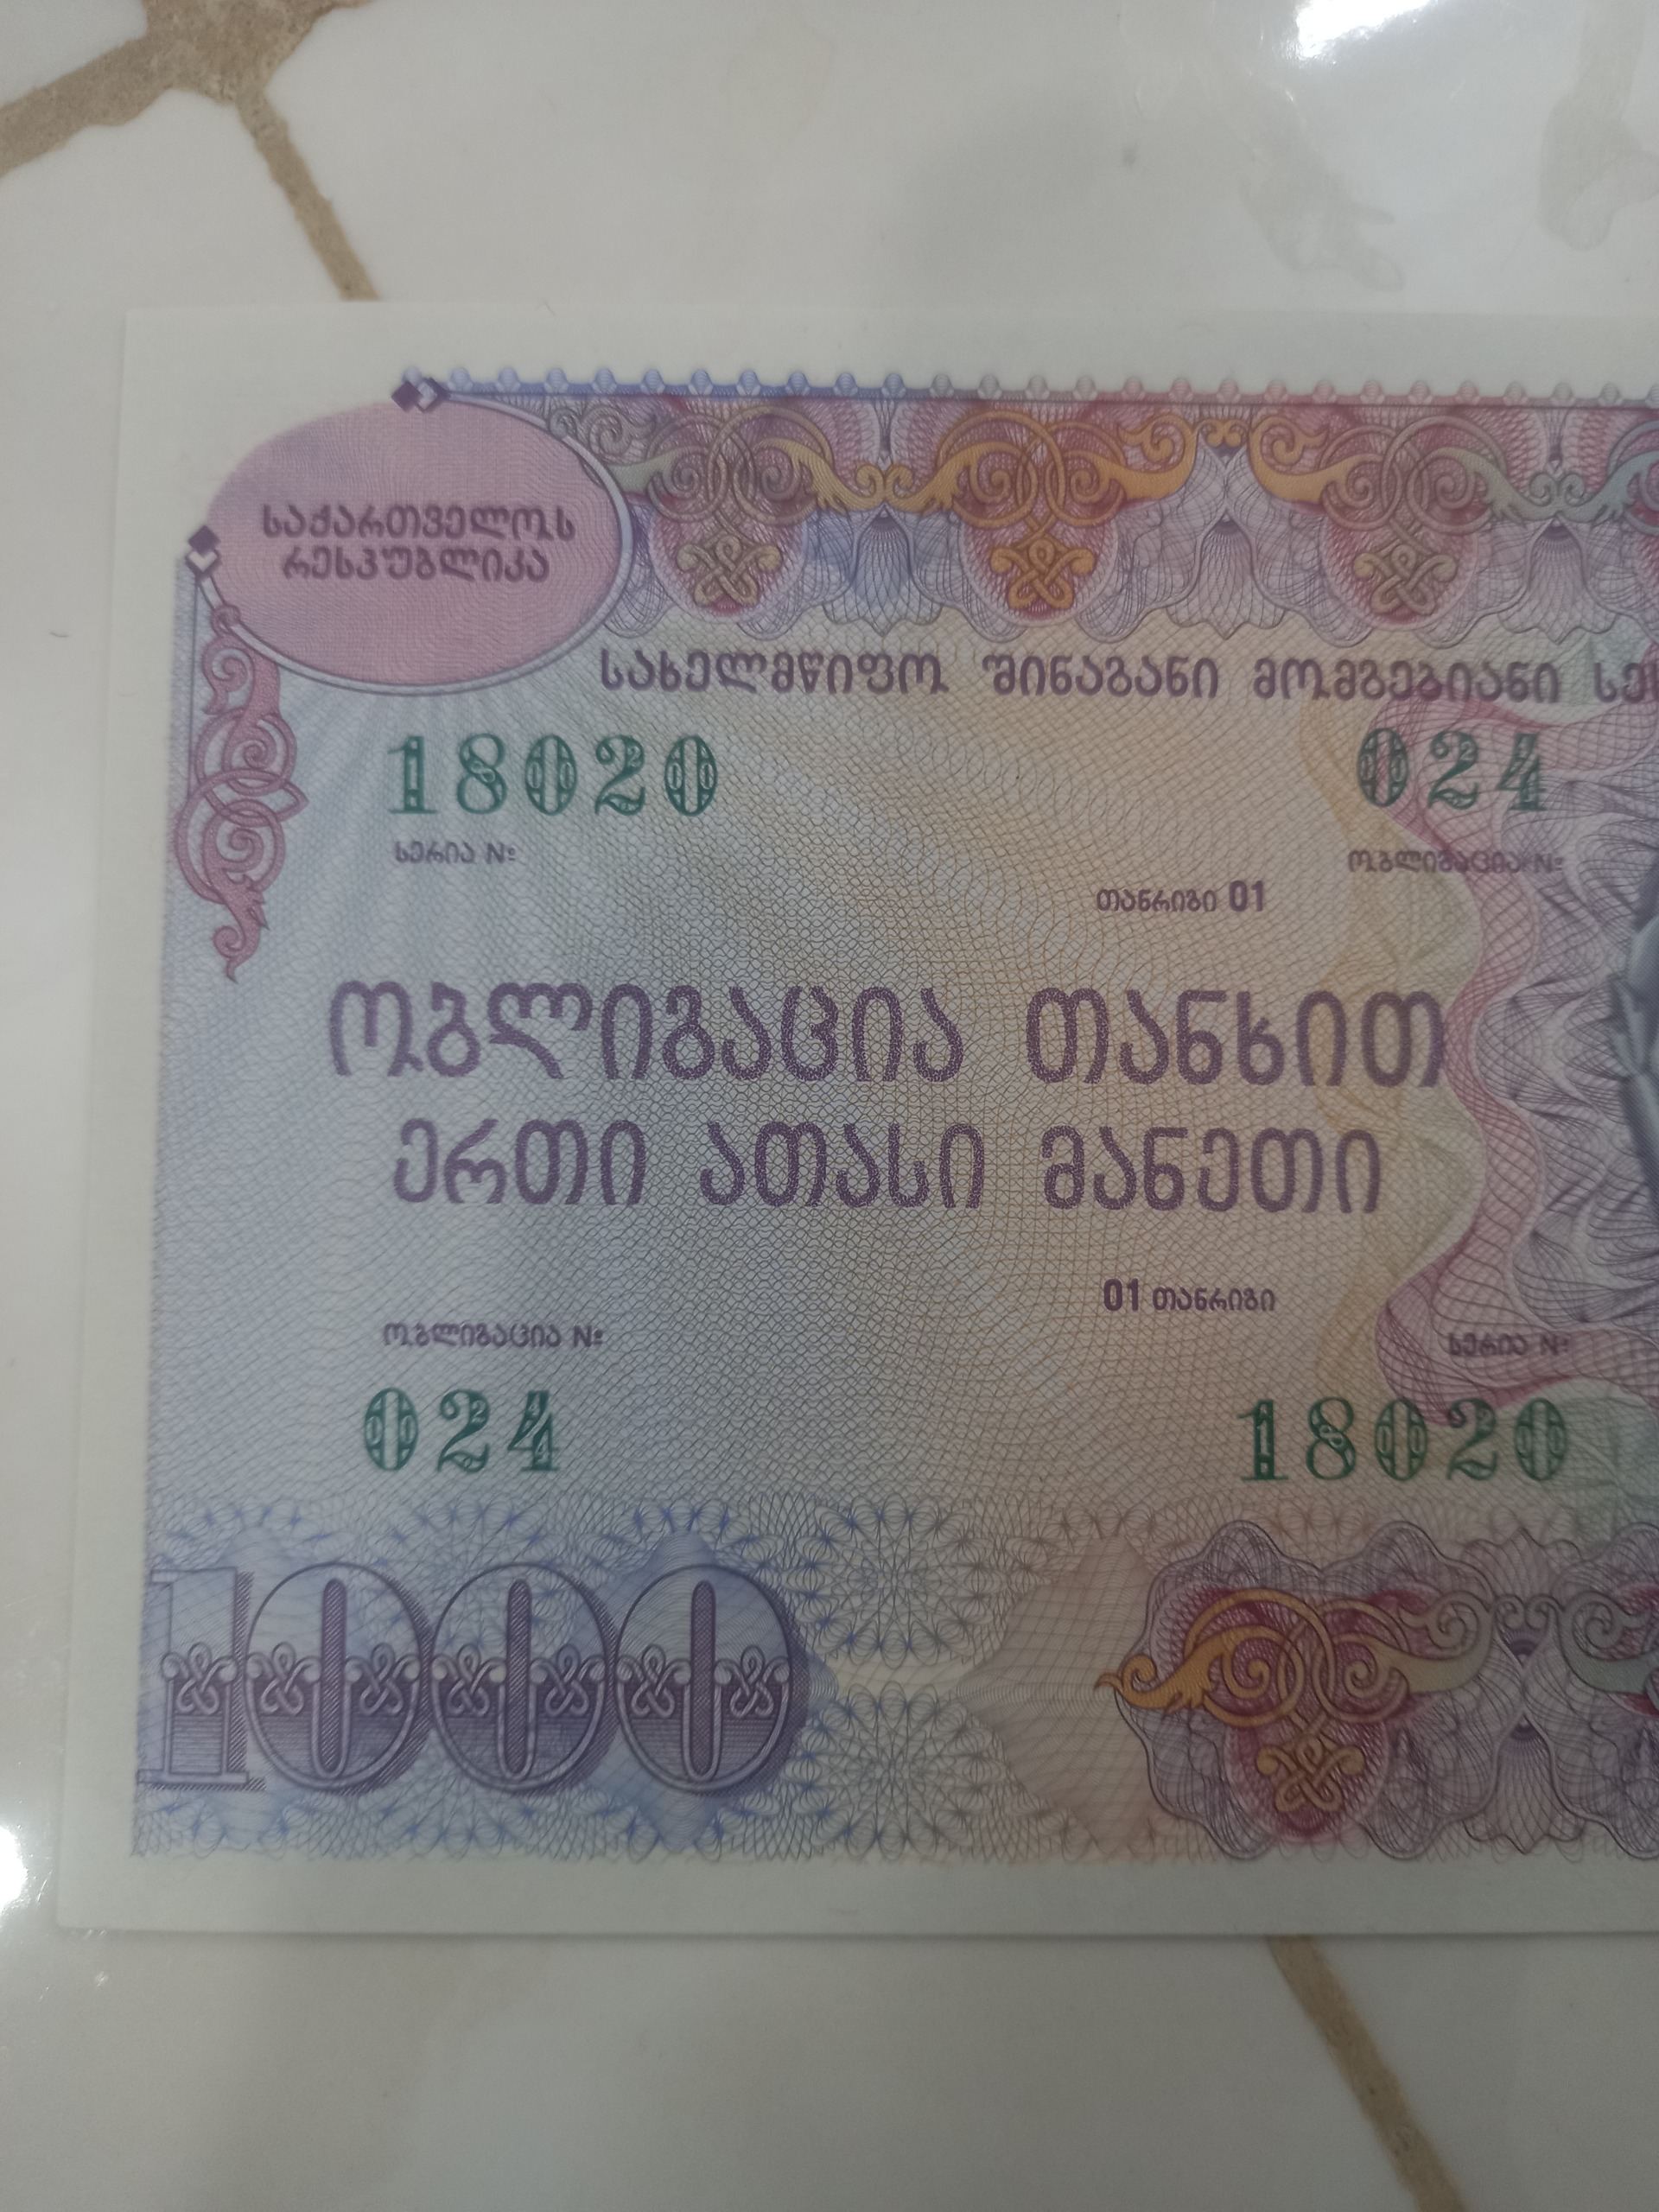 საქართველოს
რესპუბლიკა
სახელმწიფო შინაგანი მომგებიანი
18020 024
სერია № ობლიგაცია №
თანრიგი 01
ობლიგაცია თანხით
ერთი ათასი მანეთი
01 თანრიგი
ობლიგაცია № სერია №
024 18020
1000